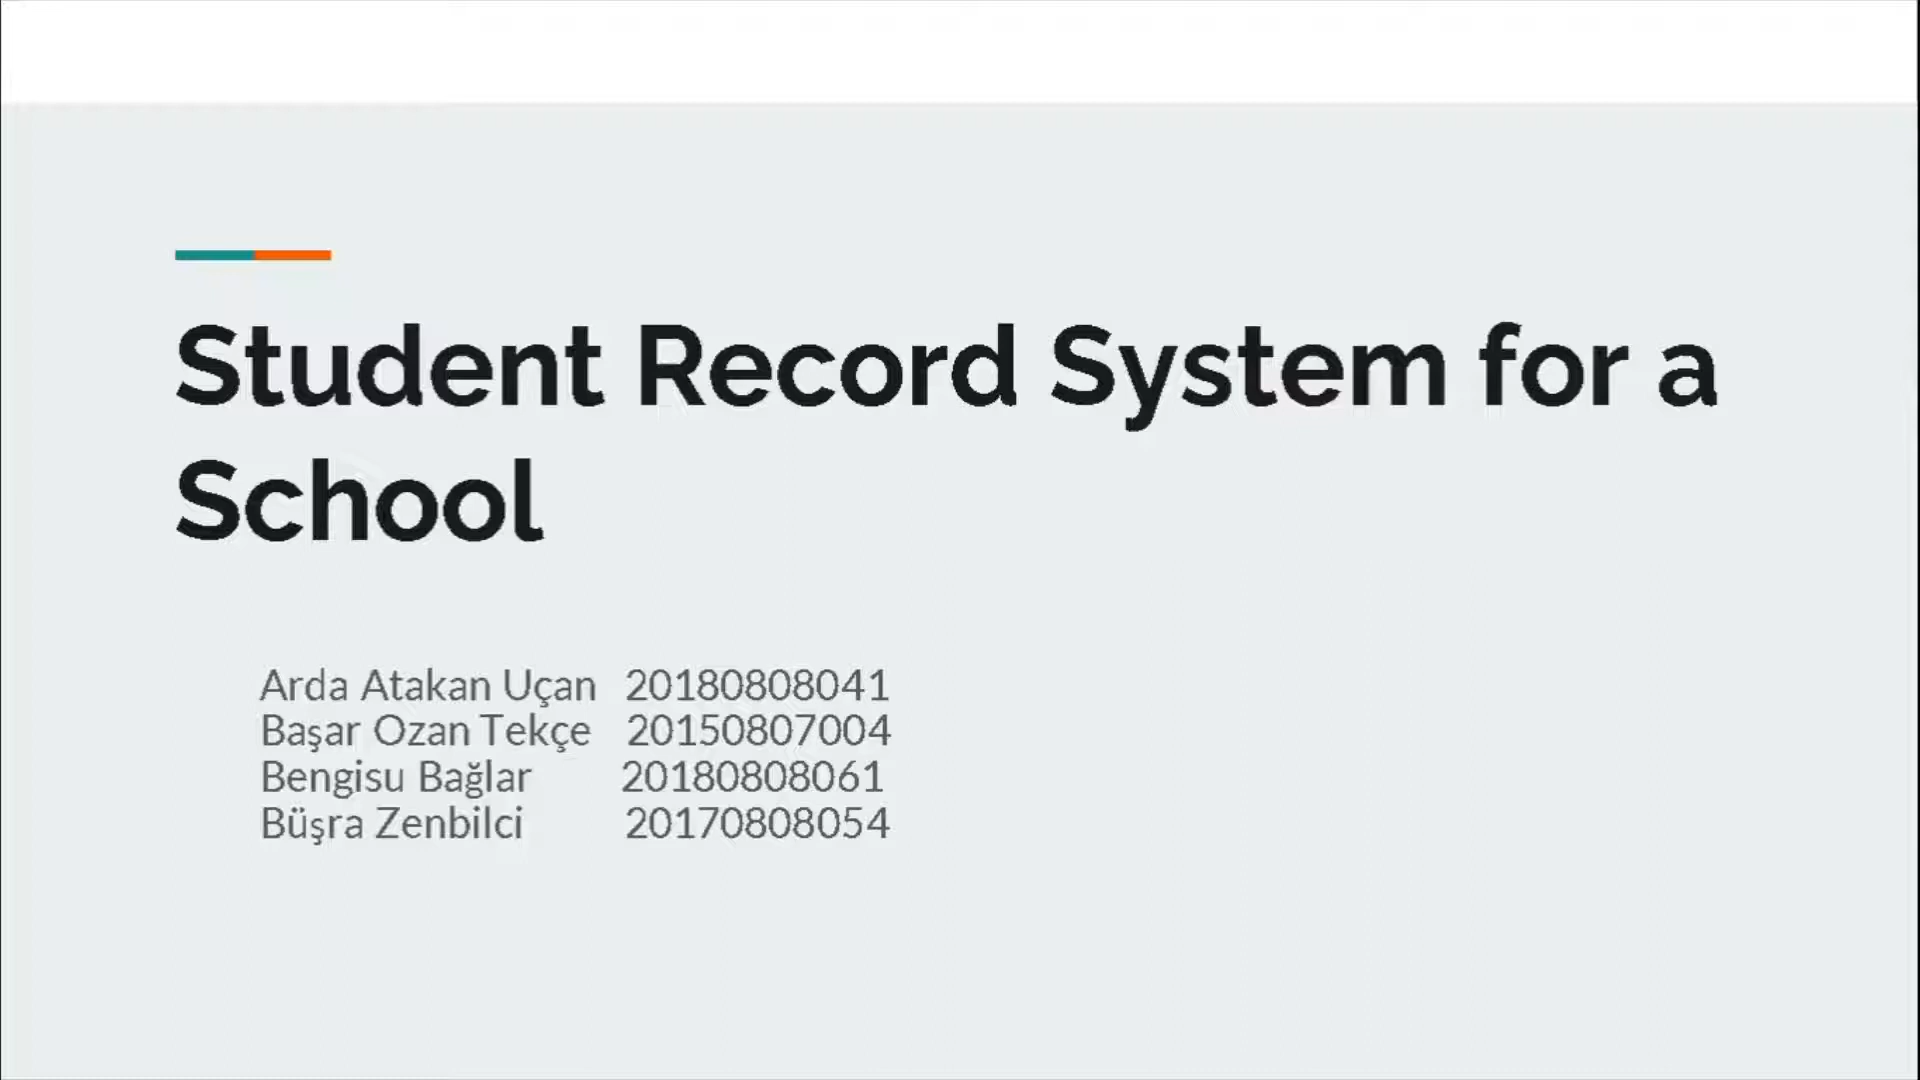 Student Record System for a
School
Arda Atakan Uçan 20180808041
Başar Ozan Tekçe 20150807004
Bengisu Bağlar 20180808061
Büşra Zenbilci 20170808054